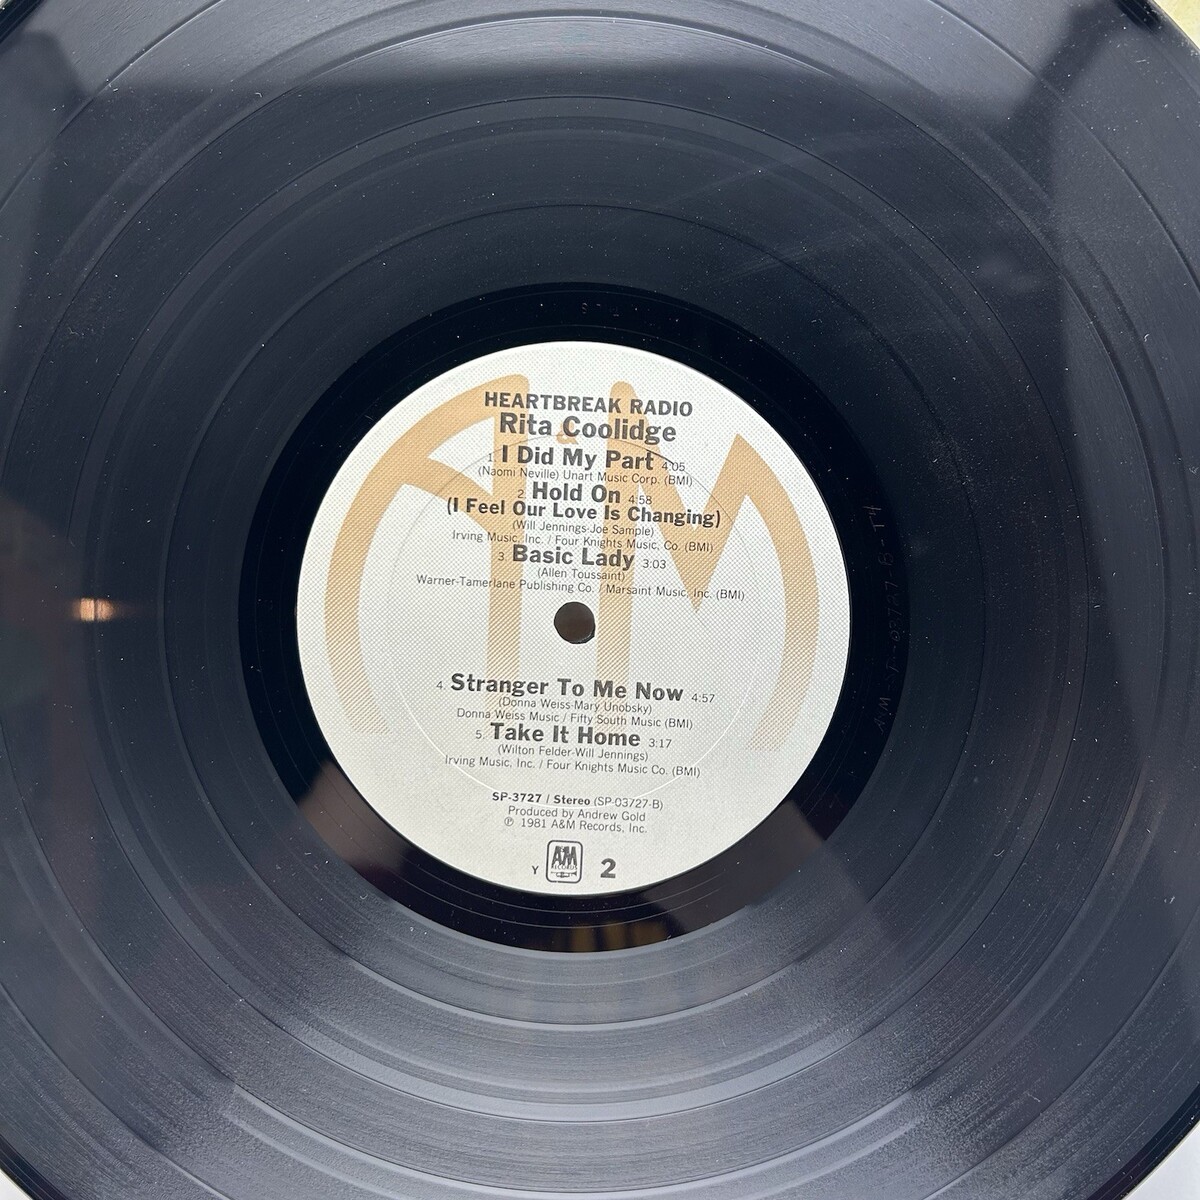 HEARTBREAK RADIO
Rita Coolidge
1. I Did My Part 4:05
(Naomi Neville) Unart Music Corp. (BMI)
2. Hold On 4:58
(I Feel Our Love Is Changing)
(Will Jennings-Joe Sample)
Irving Music, Inc. / Four Knights Music, Co. (BMI)
3. Basic Lady 3:03
(Allen Toussaint)
Warner-Tamerlane Publishing Co. / Marsaint Music, Inc. (BMI)
4. Stranger To Me Now 4:57
(Donna Weiss-Mary Unobsky)
Donna Weiss Music / Fifty South Music (BMI)
5. Take It Home 3:17
(Wilton Felder-Will Jennings)
Irving Music, Inc. / Four Knights Music Co. (BMI)
SP-3727 / Stereo (SP-03727-B)
Produced by Andrew Gold
℗ 1981 A&M Records, Inc.
Y A&M RECORDS 2